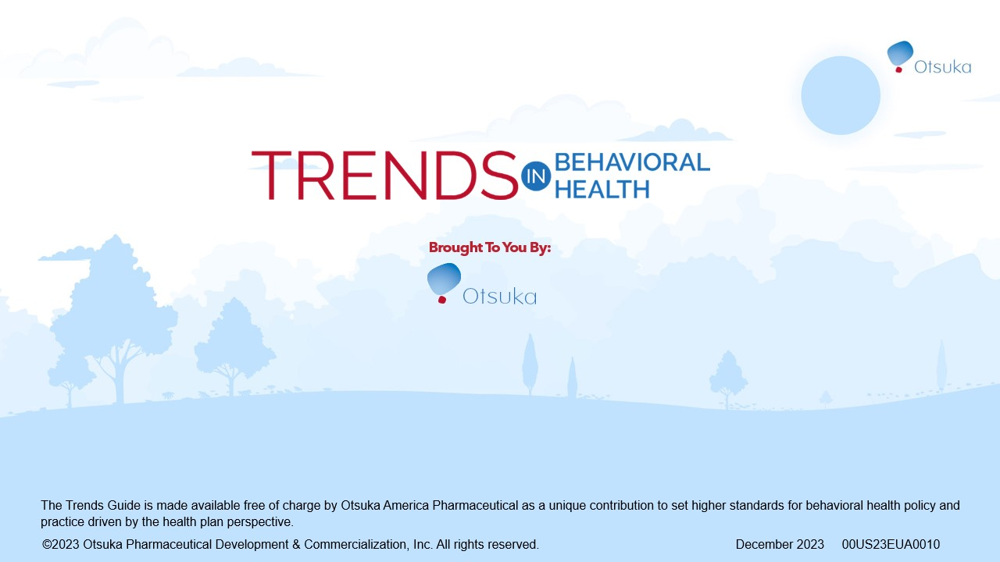 Otsuka
TRENDS IN BEHAVIORAL HEALTH
Brought To You By:
Otsuka
The Trends Guide is made available free of charge by Otsuka America Pharmaceutical as a unique contribution to set higher standards for behavioral health policy and
practice driven by the health plan perspective.
©2023 Otsuka Pharmaceutical Development & Commercialization, Inc. All rights reserved.
December 2023 00US23EUA0010